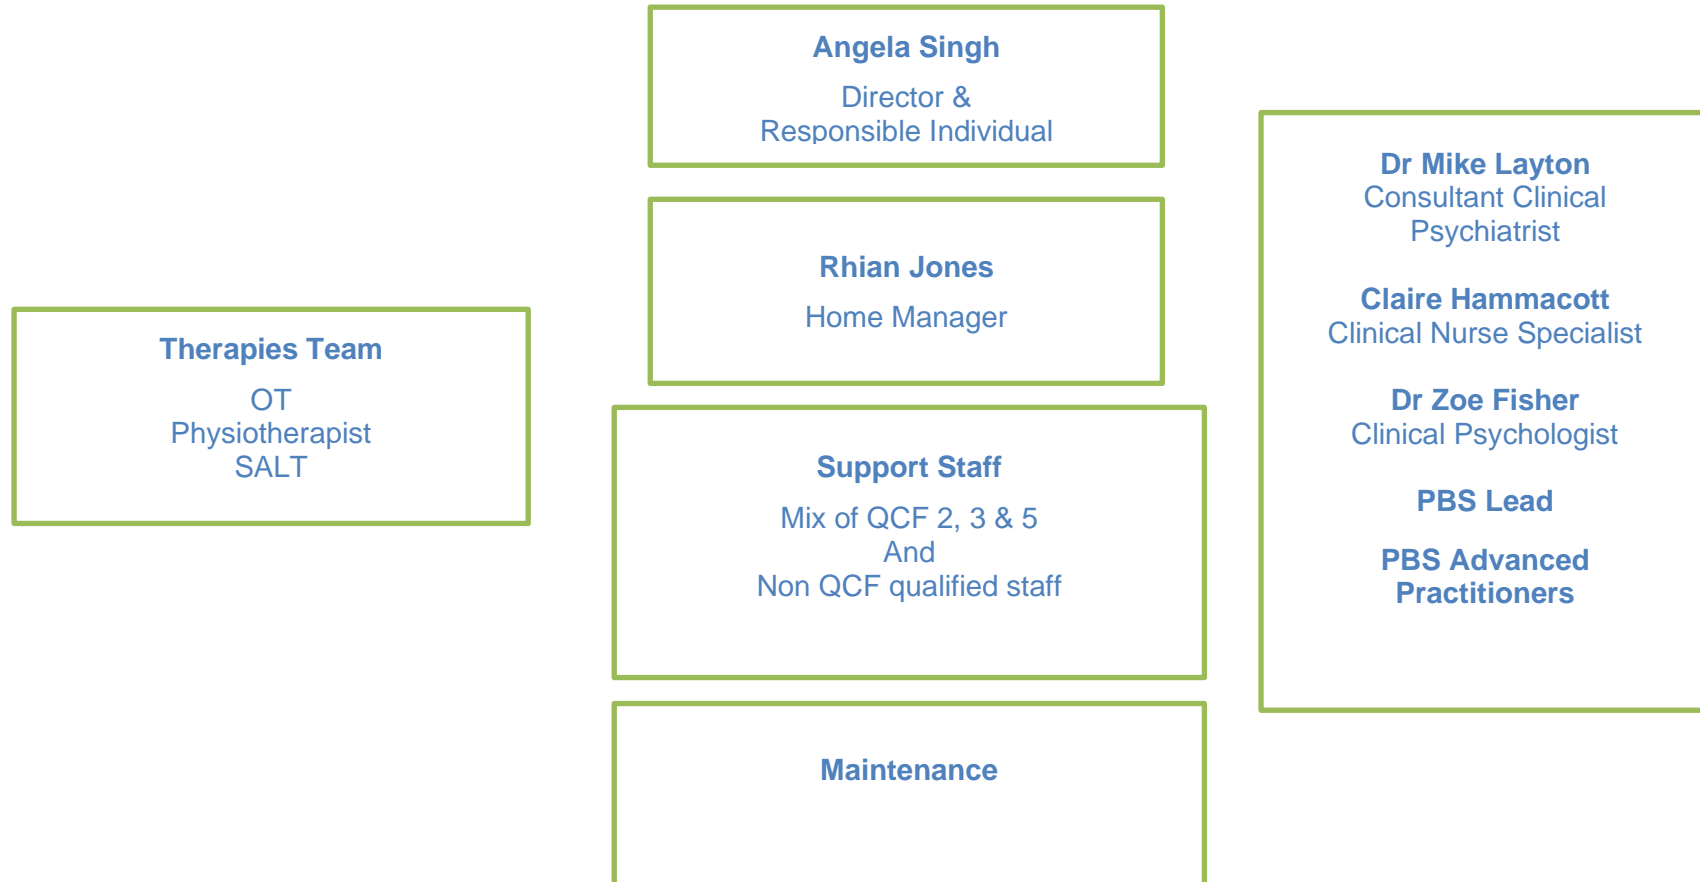 Angela Singh
Director &
Responsible Individual
Rhian Jones
Home Manager
Therapies Team
OT
Physiotherapist
SALT
Support Staff
Mix of QCF 2, 3 & 5
And
Non QCF qualified staff
Maintenance
Dr Mike Layton
Consultant Clinical
Psychiatrist
Claire Hammacott
Clinical Nurse Specialist
Dr Zoe Fisher
Clinical Psychologist
PBS Lead
PBS Advanced
Practitioners